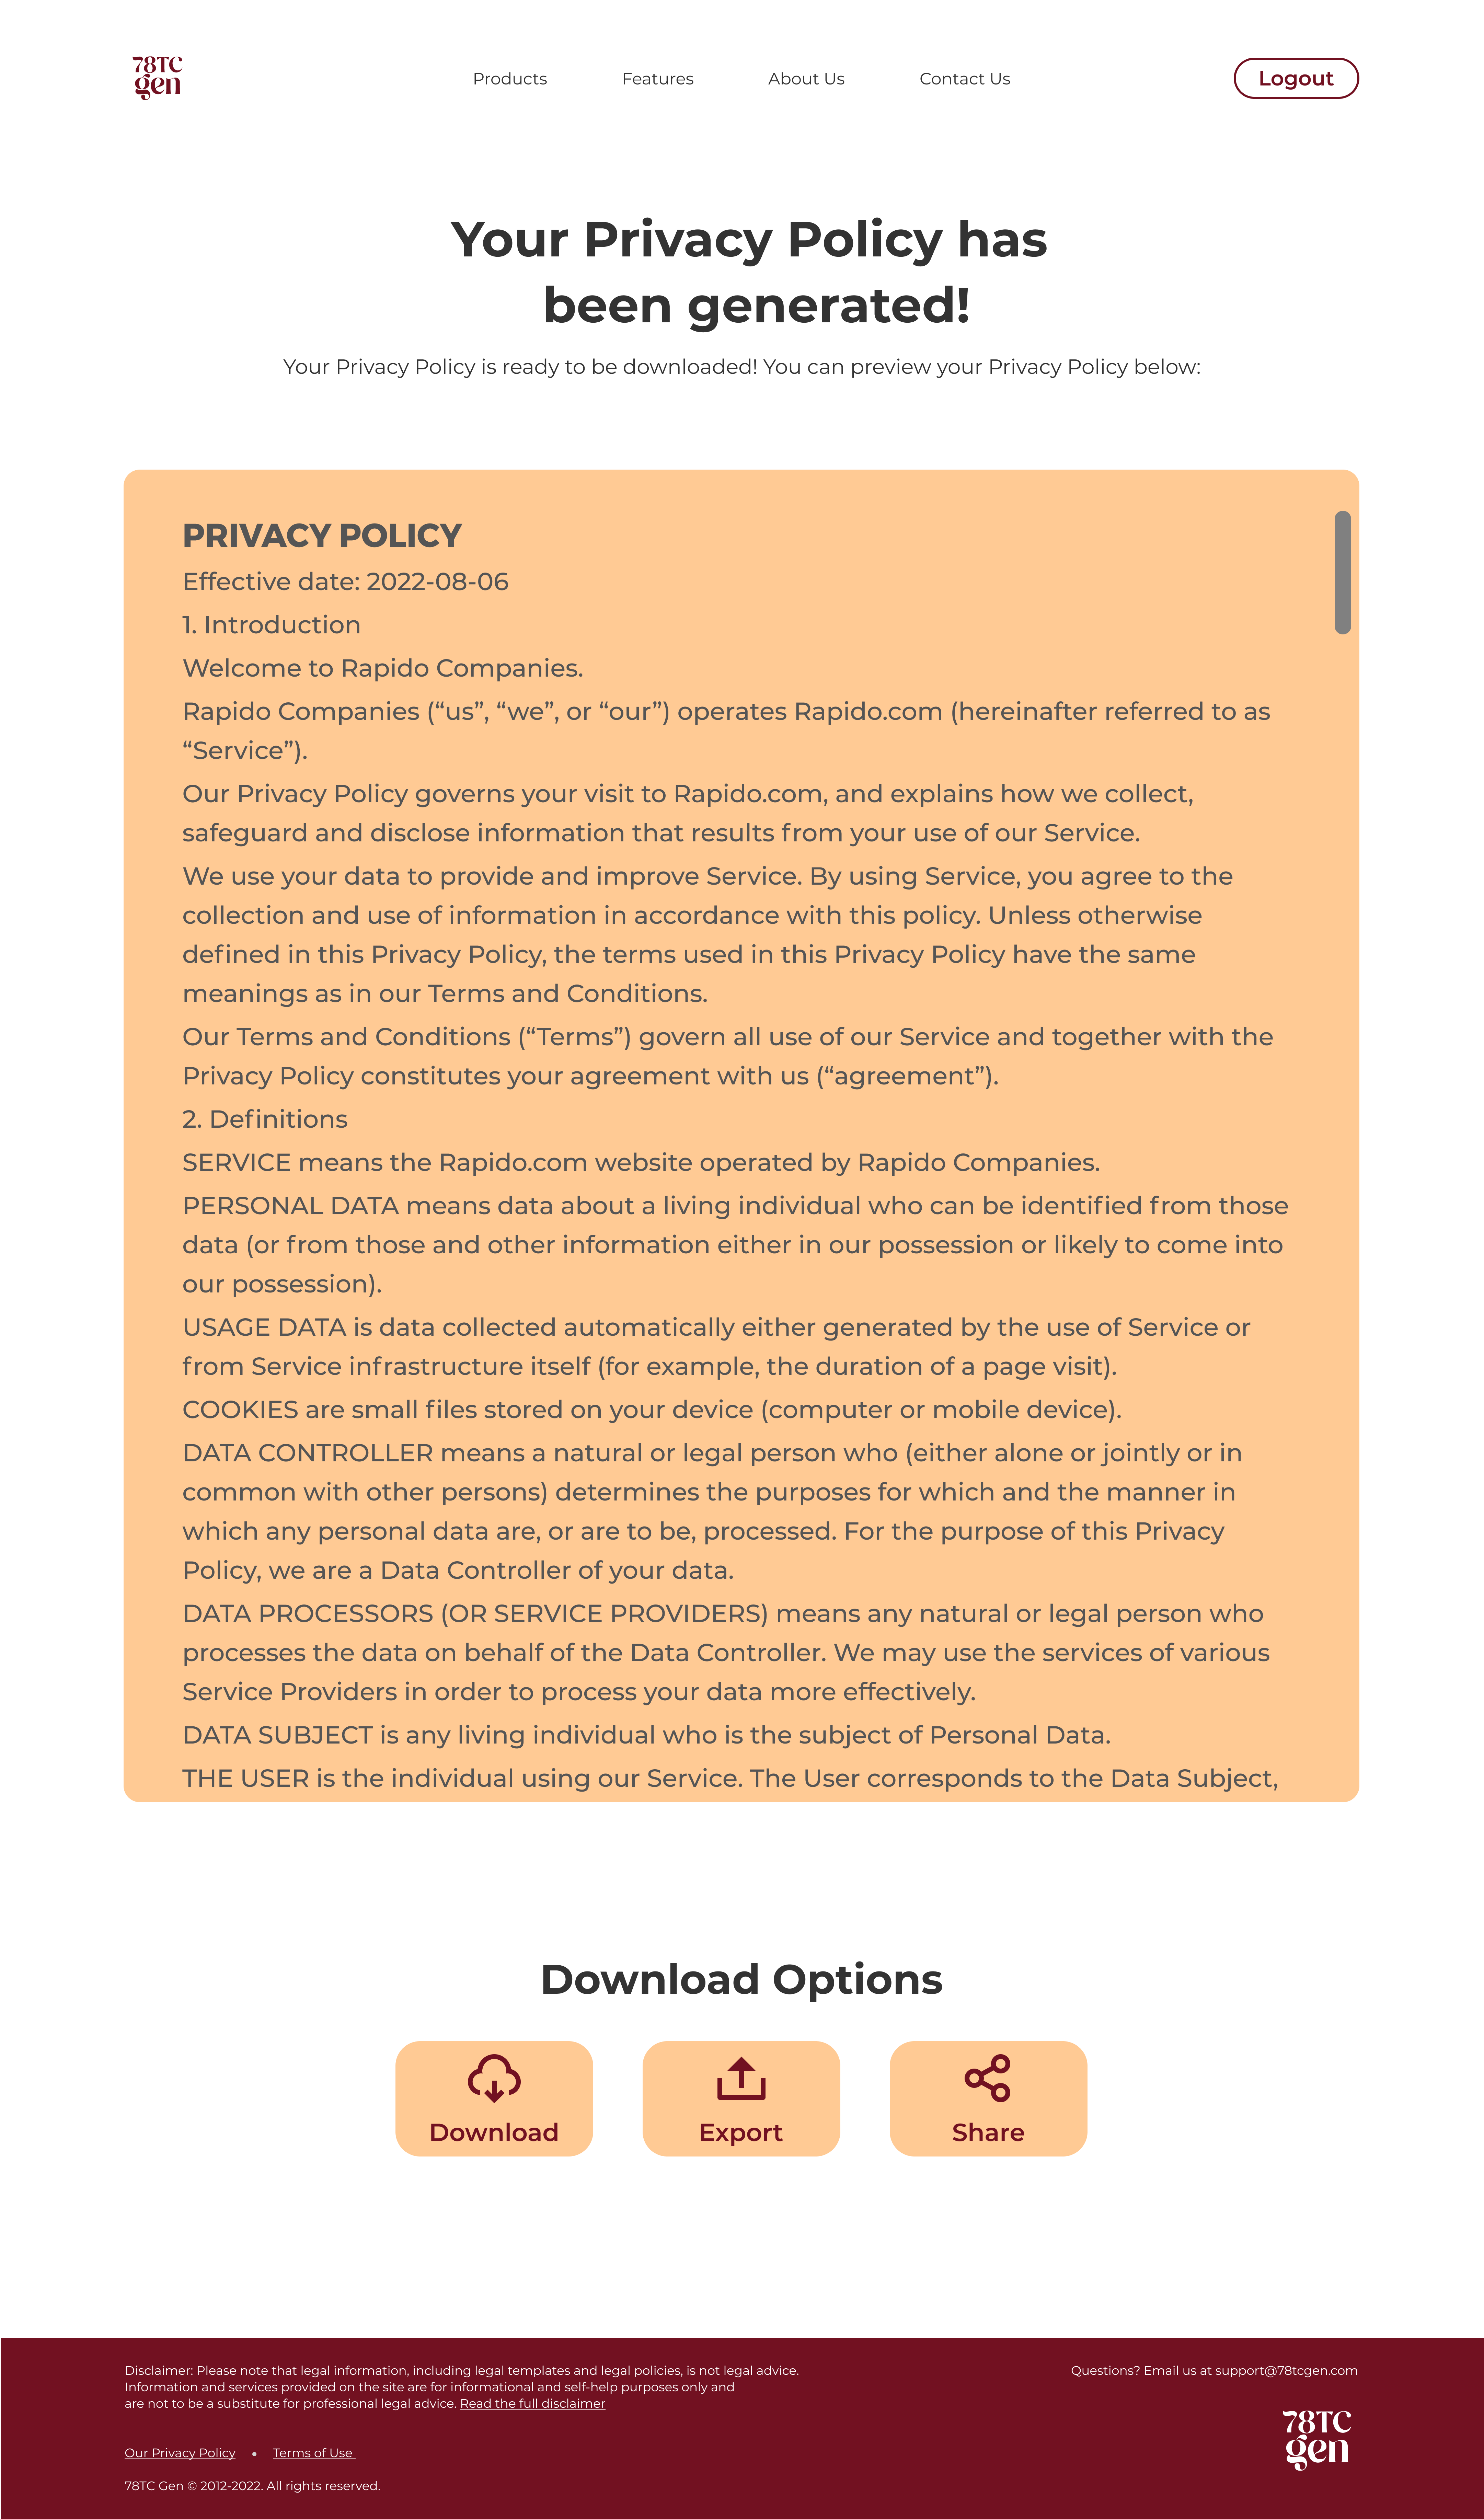 78TC
gen
Products
Features
About Us
Contact Us
Logout
Your Privacy Policy has
been generated!
Your Privacy Policy is ready to be downloaded! You can preview your Privacy Policy below:
PRIVACY POLICY
Effective date: 2022-08-06
1. Introduction
Welcome to Rapido Companies.
Rapido Companies (“us”, “we”, or “our”) operates Rapido.com (hereinafter referred to as
“Service”).
Our Privacy Policy governs your visit to Rapido.com, and explains how we collect,
safeguard and disclose information that results from your use of our Service.
We use your data to provide and improve Service. By using Service, you agree to the
collection and use of information in accordance with this policy. Unless otherwise
defined in this Privacy Policy, the terms used in this Privacy Policy have the same
meanings as in our Terms and Conditions.
Our Terms and Conditions (“Terms”) govern all use of our Service and together with the
Privacy Policy constitutes your agreement with us (“agreement”).
2. Definitions
SERVICE means the Rapido.com website operated by Rapido Companies.
PERSONAL DATA means data about a living individual who can be identified from those
data (or from those and other information either in our possession or likely to come into
our possession).
USAGE DATA is data collected automatically either generated by the use of Service or
from Service infrastructure itself (for example, the duration of a page visit).
COOKIES are small files stored on your device (computer or mobile device).
DATA CONTROLLER means a natural or legal person who (either alone or jointly or in
common with other persons) determines the purposes for which and the manner in
which any personal data are, or are to be, processed. For the purpose of this Privacy
Policy, we are a Data Controller of your data.
DATA PROCESSORS (OR SERVICE PROVIDERS) means any natural or legal person who
processes the data on behalf of the Data Controller. We may use the services of various
Service Providers in order to process your data more effectively.
DATA SUBJECT is any living individual who is the subject of Personal Data.
THE USER is the individual using our Service. The User corresponds to the Data Subject,
Download Options
Download
Export
Share
Disclaimer: Please note that legal information, including legal templates and legal policies, is not legal advice.
Information and services provided on the site are for informational and self-help purposes only and
are not to be a substitute for professional legal advice. Read the full disclaimer
Our Privacy Policy • Terms of Use
78TC Gen © 2012-2022. All rights reserved.
Questions? Email us at support@78tcgen.com
78TC
gen